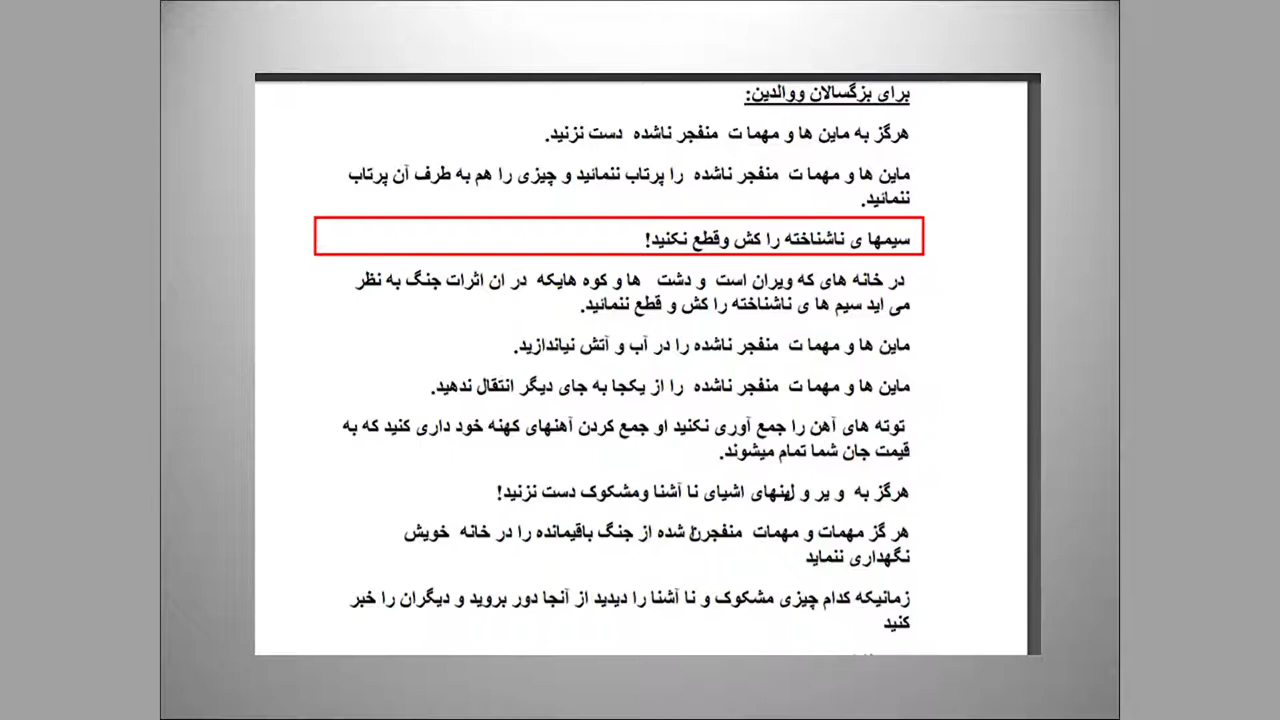 برای بزگسالان ووالدین:
هرگز به ماین ها و مهما ت منفجر ناشده دست نزنید.
ماین ها و مهما ت منفجر ناشده را پرتاب ننمائید و چیزی را هم به طرف آن پرتاب
ننمائید.
سیمها ی ناشناخته را کش وقطع نکنید!
در خانه های که ویران است و دشت ها و کوه هایکه در ان اثرات جنگ به نظر
می اید سیم ها ی ناشناخته را کش و قطع ننمائید.
ماین ها و مهما ت منفجر ناشده را در آب و آتش نیاندازید.
ماین ها و مهما ت منفجر ناشده را از یکجا به جای دیگر انتقال ندهید.
توته های آهن را جمع آوری نکنید او جمع کردن آهنهای کهنه خود داری کنید که به
قیمت جان شما تمام میشوند.
هرگز به و یر و لینهای اشیای نا آشنا ومشکوک دست نزنید!
هر گز مهمات و مهمات شده از جنگ باقیمانده را در خانه خویش
نگهداری ننماید
زمانیکه کدام چیزی مشکوک و نا آشنا را دیدید از آنجا دور بروید و دیگران را خبر
کنید